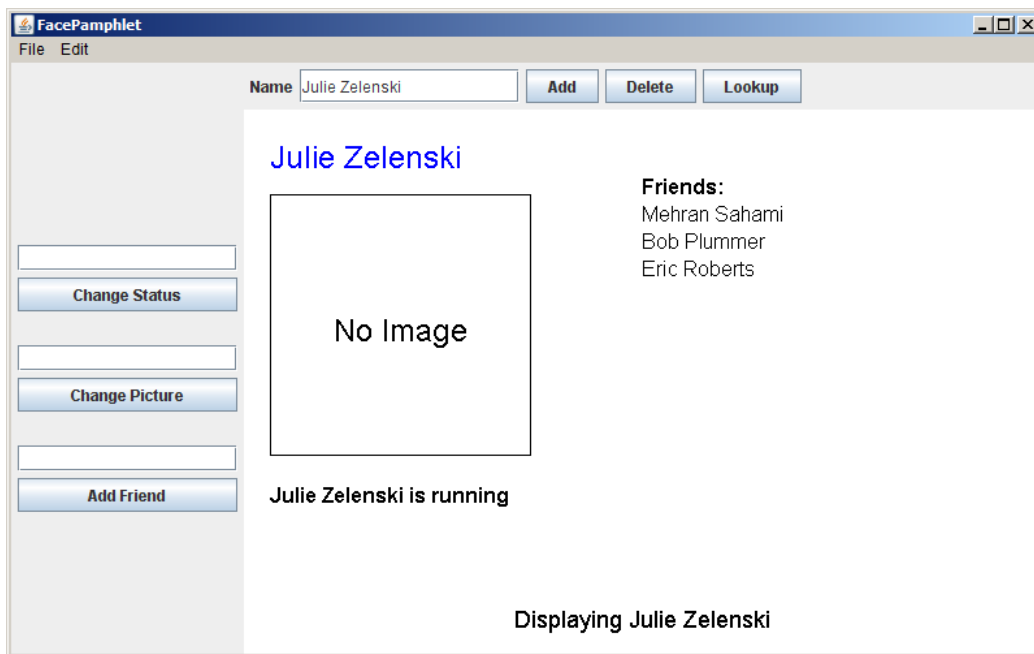 FacePamphlet
File Edit
Name Julie Zelenski Add Delete Lookup
Julie Zelenski
Friends:
Mehran Sahami
Bob Plummer
Eric Roberts
Change Status
No Image
Change Picture
Add Friend
Julie Zelenski is running
Displaying Julie Zelenski